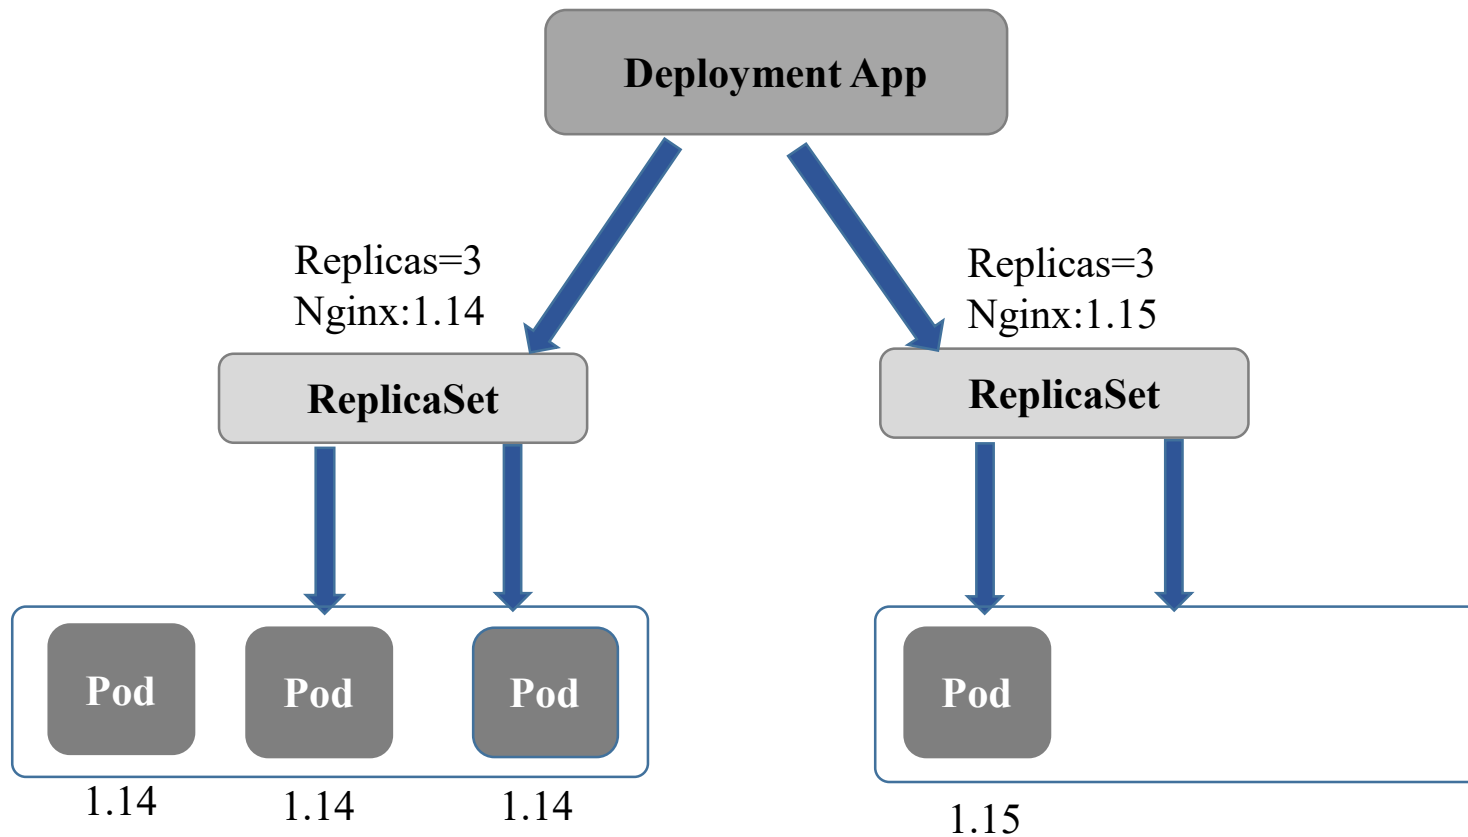 Deployment App
Replicas=3
Nginx:1.14
Replicas=3
Nginx:1.15
ReplicaSet
ReplicaSet
Pod
Pod
Pod
Pod
1.14
1.14
1.14
1.15